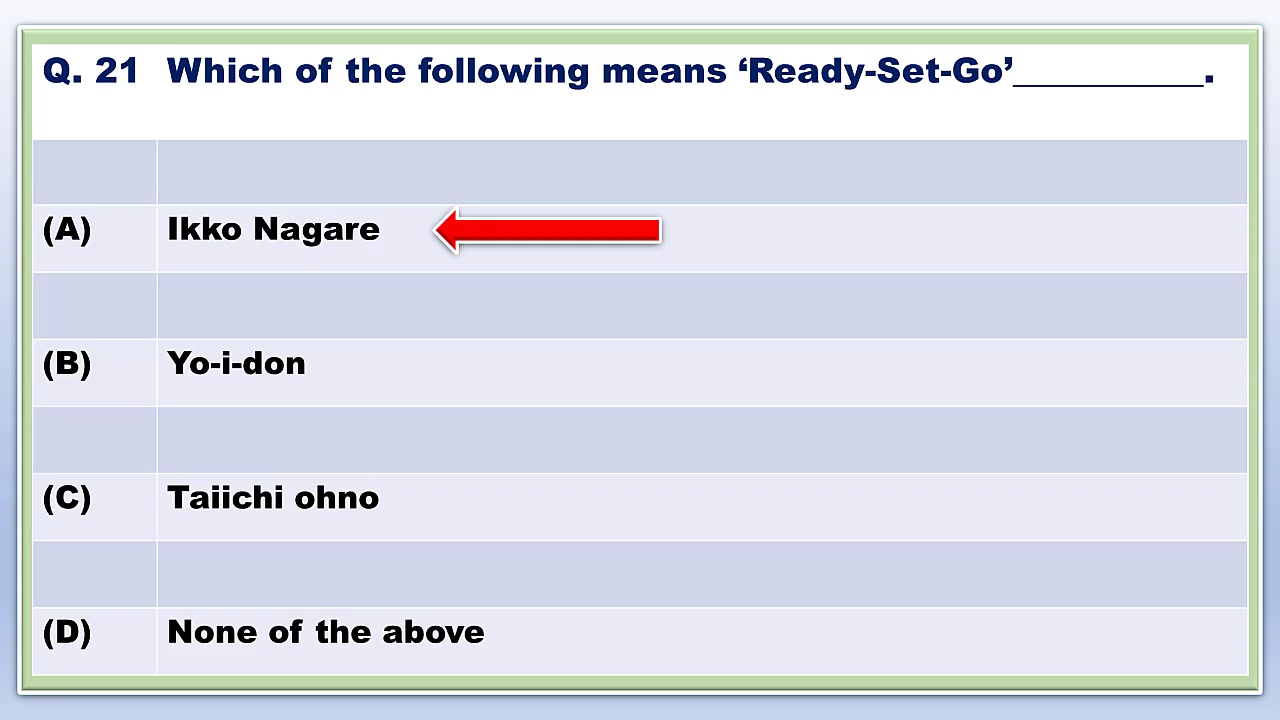 Q. 21 Which of the following means ‘Ready-Set-Go’___________.
(A) Ikko Nagare
(B) Yo-i-don
(C) Taiichi ohno
(D) None of the above